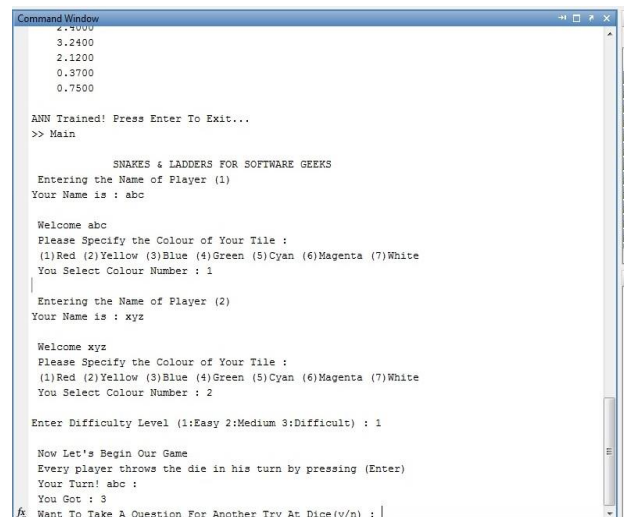 Command Window
2.4000
3.2400
2.1200
0.3700
0.7500
ANN Trained! Press Enter To Exit...
>> Main
SNAKES & LADDERS FOR SOFTWARE GEEKS
Entering the Name of Player (1)
Your Name is : abc
Welcome abc
Please Specify the Colour of Your Tile :
(1)Red (2)Yellow (3)Blue (4)Green (5)Cyan (6)Magenta (7)White
You Select Colour Number : 1
Entering the Name of Player (2)
Your Name is : xyz
Welcome xyz
Please Specify the Colour of Your Tile :
(1)Red (2)Yellow (3)Blue (4)Green (5)Cyan (6)Magenta (7)White
You Select Colour Number : 2
Enter Difficulty Level (1:Easy 2:Medium 3:Difficult) : 1
Now Let's Begin Our Game
Every player throws the die in his turn by pressing (Enter)
Your Turn! abc :
You Got : 3
fx Want To Take A Question For Another Try At Dice(y/n) :